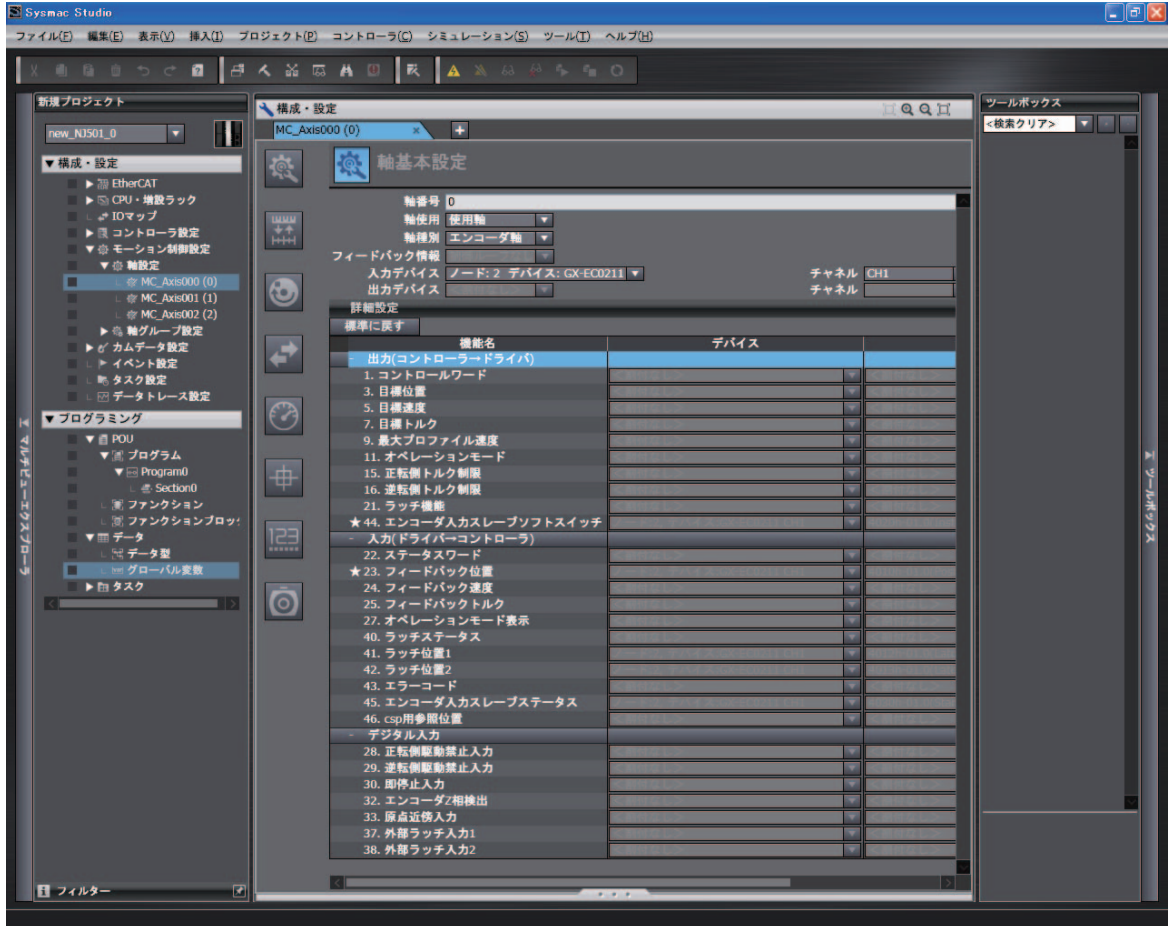 Sysmac Studio
ファイル(F) 編集(E) 表示(V) 挿入(I) プロジェクト(P) コントローラ(C) シミュレーション(S) ツール(T) ヘルプ(H)
マルチビューエクスプローラ
新規プロジェクト
new_NJ501_0
▼構成・設定
▶ EtherCAT
▶ CPU・増設ラック
IOマップ
▶ コントローラ設定
▼ モーション制御設定
▼ 軸設定
MC_Axis000 (0)
MC_Axis001 (1)
MC_Axis002 (2)
▶ 軸グループ設定
▶ カムデータ設定
▶ イベント設定
タスク設定
データトレース設定
▼プログラミング
▼ POU
▼ プログラム
▼ Program0
Section0
ファンクション
ファンクションブロッ
▼ データ
データ型
グローバル変数
▶ タスク
フィルター
構成・設定
MC_Axis000 (0)
軸基本設定
軸番号 0
軸使用 使用軸
軸種別 エンコーダ軸
フィードバック情報
入力デバイス ノード: 2 デバイス: GX-EC0211 チャネル CH1
出力デバイス チャネル
詳細設定
標準に戻す
機能名 デバイス
- 出力(コントローラ→ドライバ)
1. コントロールワード
3. 目標位置
5. 目標速度
7. 目標トルク
9. 最大プロファイル速度
11. オペレーションモード
15. 正転側トルク制限
16. 逆転側トルク制限
21. ラッチ機能
★44. エンコーダ入力スレーブソフトスイッチ
- 入力(ドライバ→コントローラ)
22. ステータスワード
★23. フィードバック位置
24. フィードバック速度
25. フィードバックトルク
27. オペレーションモード表示
40. ラッチステータス
41. ラッチ位置1
42. ラッチ位置2
43. エラーコード
45. エンコーダ入力スレーブステータス
46. csp用参照位置
- デジタル入力
28. 正転側駆動禁止入力
29. 逆転側駆動禁止入力
30. 即停止入力
32. エンコーダZ相検出
33. 原点近傍入力
37. 外部ラッチ入力1
38. 外部ラッチ入力2
ツールボックス
<検索クリア>
ツールボックス